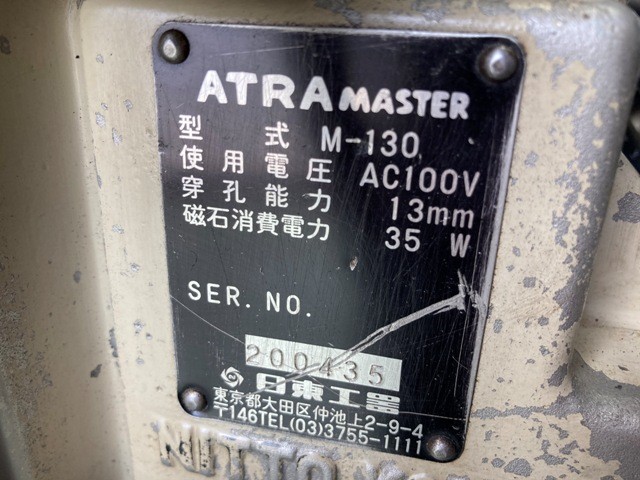 ATRA MASTER
型式 M-130
使用電圧 AC100V
穿孔能力 13mm
磁石消費電力 35 W
SER. NO.
200435
日東工器
東京都大田区仲池上2-9-4
〒146TEL(03)3755-1111
NITTO